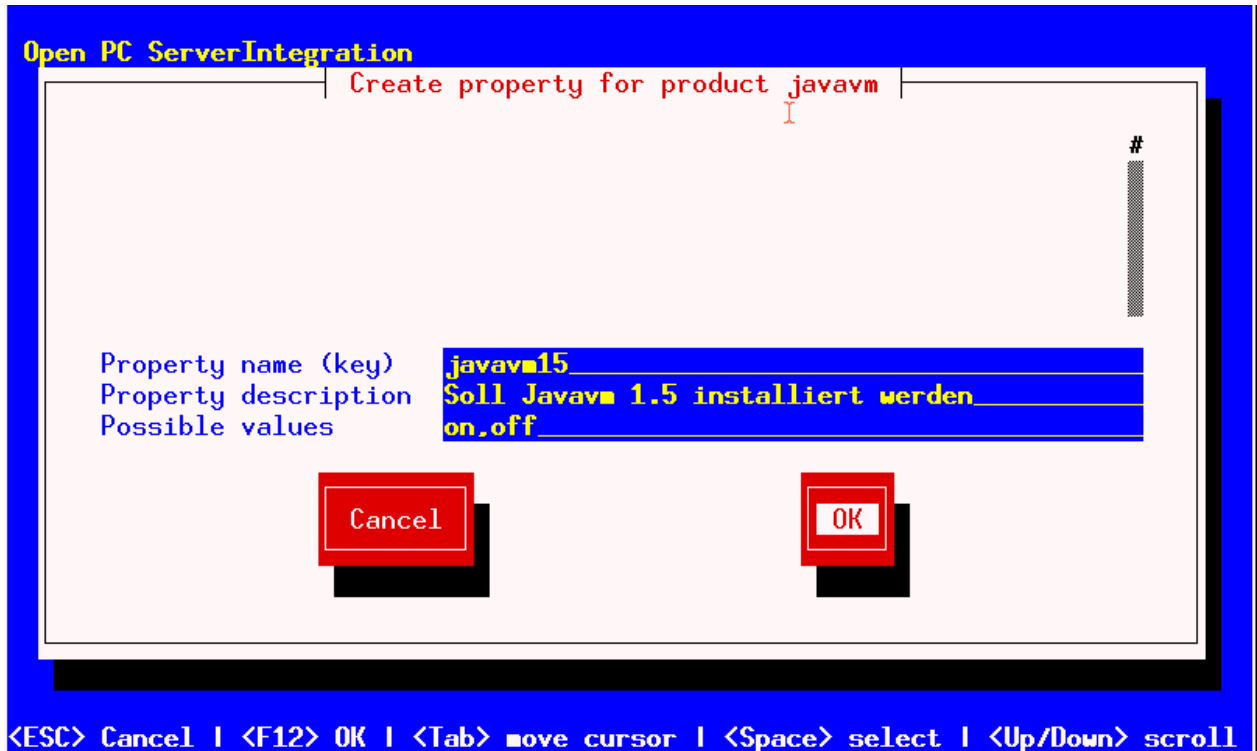 Open PC ServerIntegration
Create property for product javavm
#
Property name (key) javavm15
Property description Soll Javavm 1.5 installiert werden
Possible values on,off
Cancel OK
<ESC> Cancel | <F12> OK | <Tab> move cursor | <Space> select | <Up/Down> scroll